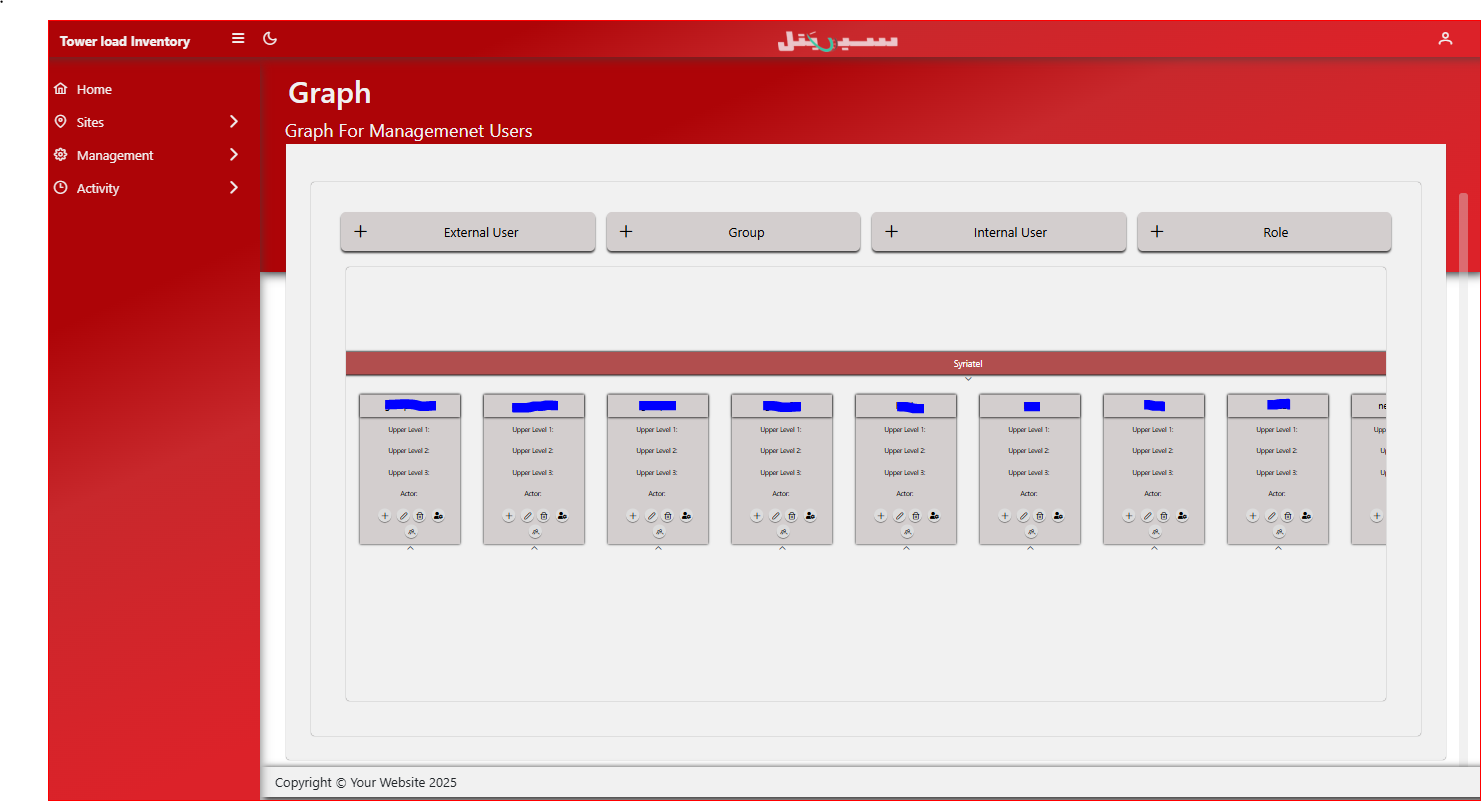 Tower load Inventory
سيريتل
Home
Sites
Management
Activity
Graph
Graph For Managemenet Users
External User
Group
Internal User
Role
Syriatel
ne
Upper Level 1: Upper Level 1: Upper Level 1: Upper Level 1: Upper Level 1: Upper Level 1: Upper Level 1: Upper Level 1: Upp
Upper Level 2: Upper Level 2: Upper Level 2: Upper Level 2: Upper Level 2: Upper Level 2: Upper Level 2: Upper Level 2:
Upper Level 3: Upper Level 3: Upper Level 3: Upper Level 3: Upper Level 3: Upper Level 3: Upper Level 3: Upper Level 3:
Actor: Actor: Actor: Actor: Actor: Actor: Actor: Actor:
Copyright © Your Website 2025